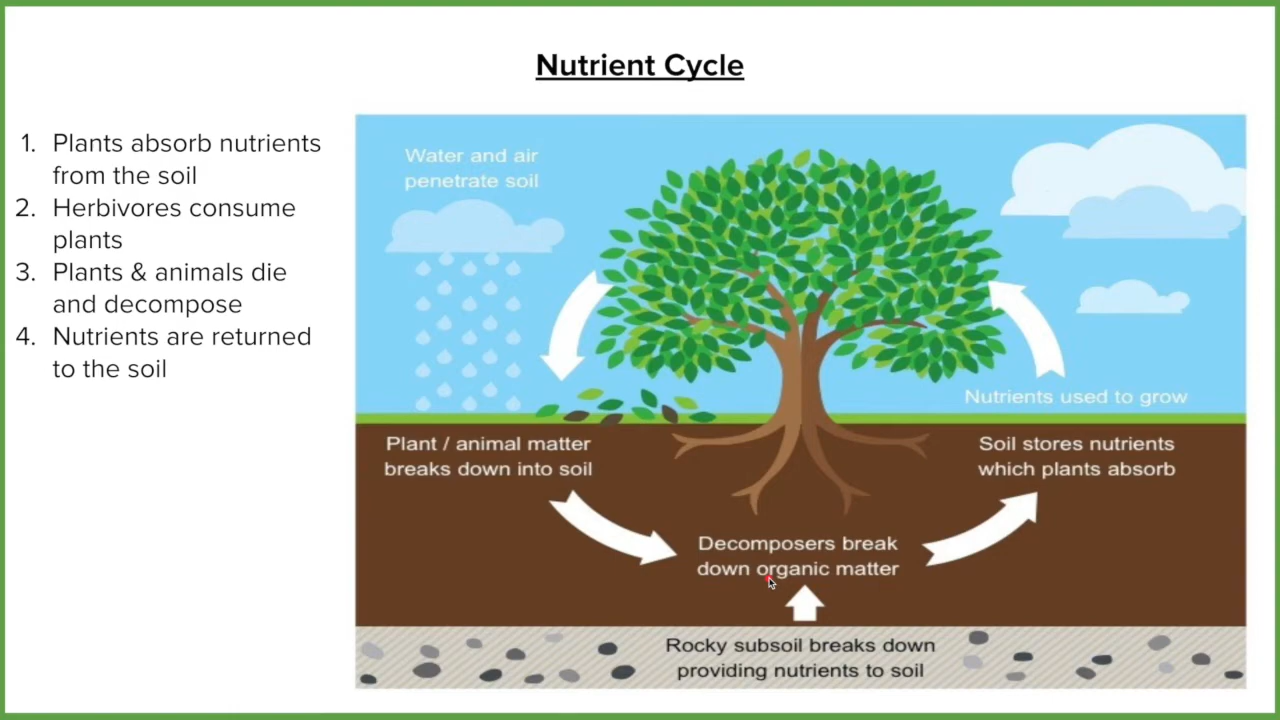 Nutrient Cycle
1. Plants absorb nutrients
from the soil
2. Herbivores consume
plants
3. Plants & animals die
and decompose
4. Nutrients are returned
to the soil
Water and air
penetrate soil
Nutrients used to grow
Plant / animal matter
breaks down into soil
Soil stores nutrients
which plants absorb
Decomposers break
down organic matter
Rocky subsoil breaks down
providing nutrients to soil